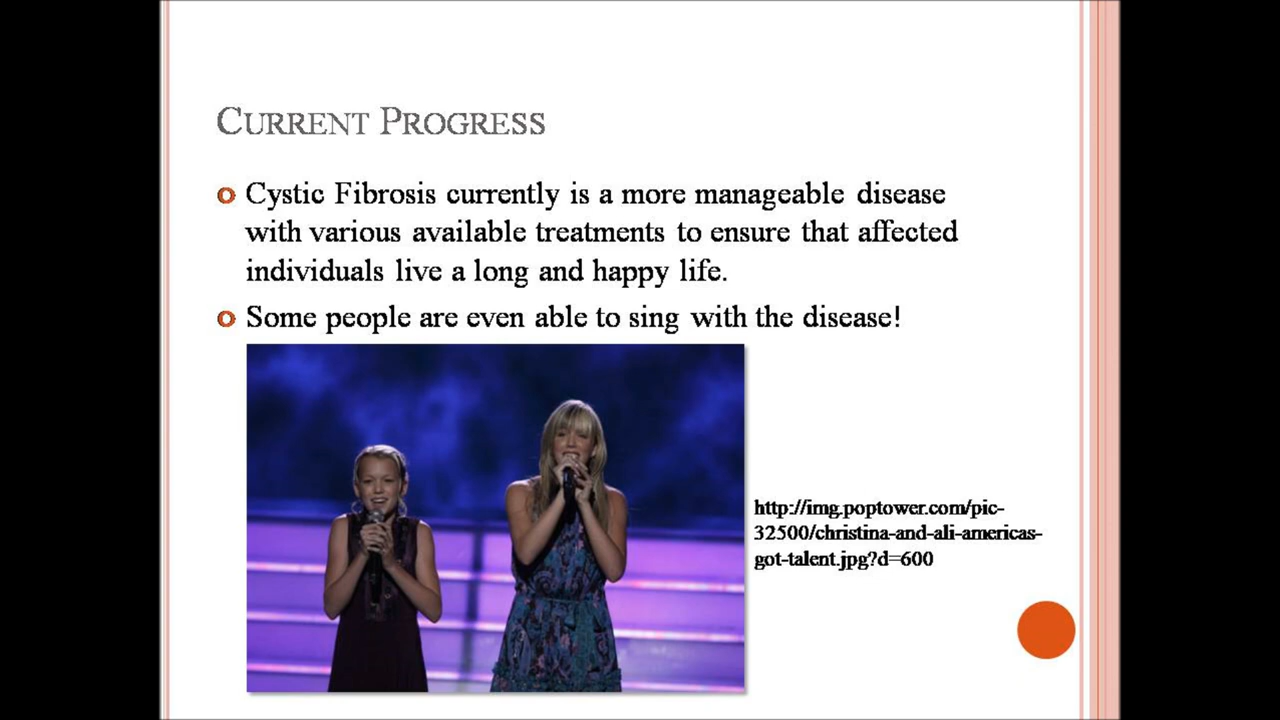 CURRENT PROGRESS
Cystic Fibrosis currently is a more manageable disease
with various available treatments to ensure that affected
individuals live a long and happy life.
Some people are even able to sing with the disease!
http://img.poptower.com/pic-
32500/christina-and-ali-americas-
got-talent.jpg?d=600